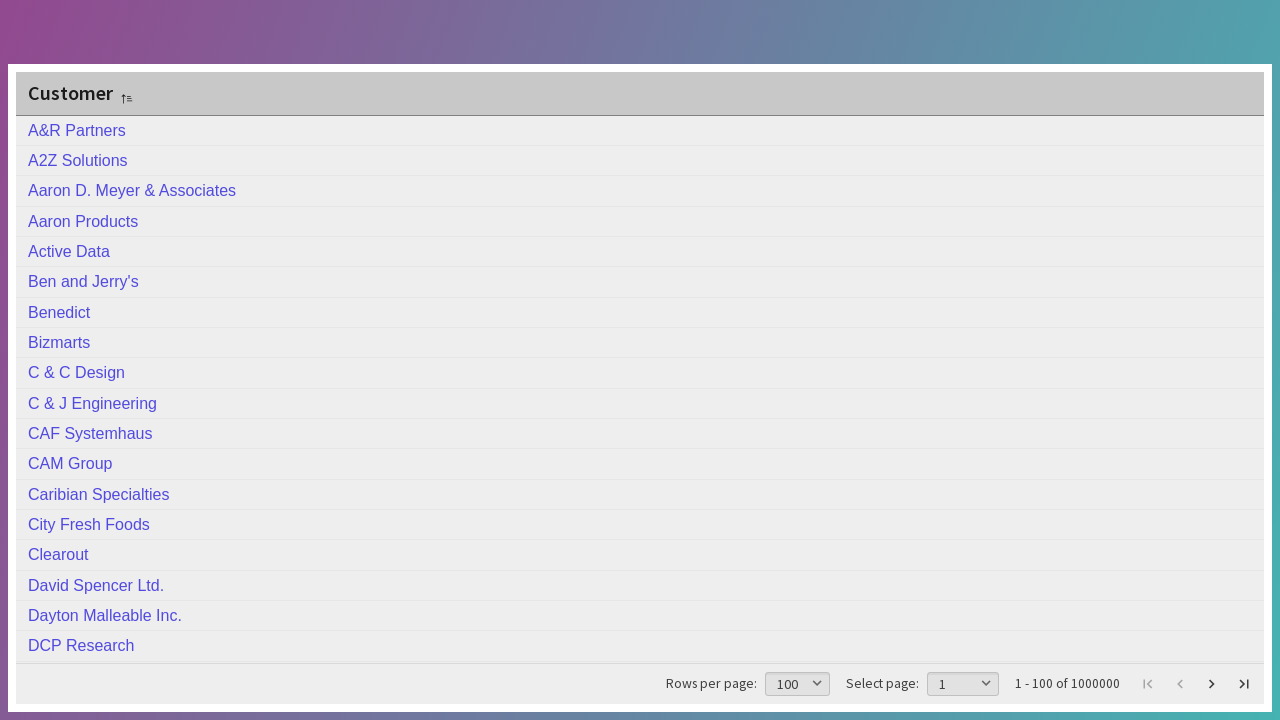 Customer
A&R Partners
A2Z Solutions
Aaron D. Meyer & Associates
Aaron Products
Active Data
Ben and Jerry's
Benedict
Bizmarts
C & C Design
C & J Engineering
CAF Systemhaus
CAM Group
Caribian Specialties
City Fresh Foods
Clearout
David Spencer Ltd.
Dayton Malleable Inc.
DCP Research
Rows per page: 100 Select page: 1 1 - 100 of 1000000